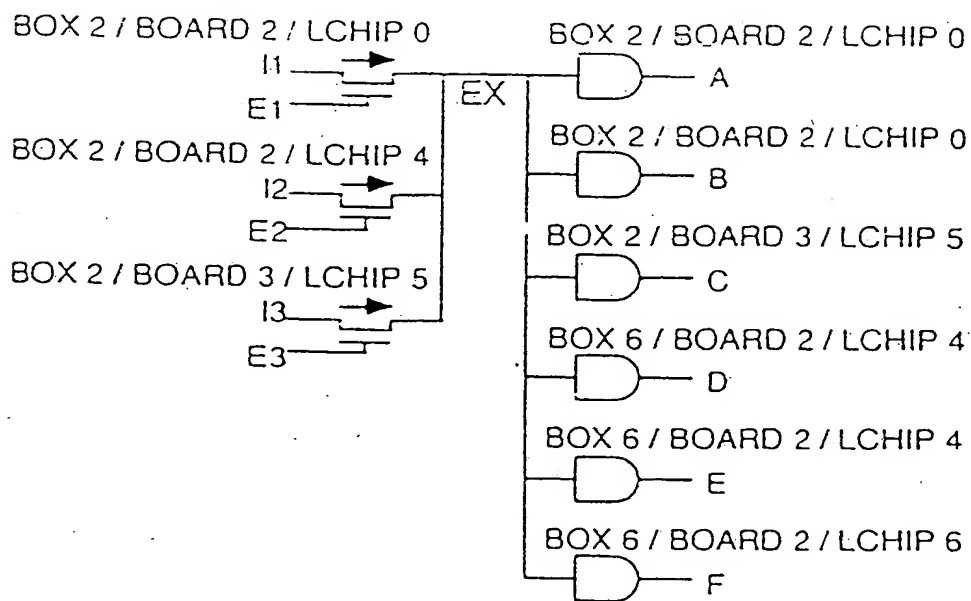 BOX 2 / BOARD 2 / LCHIP 0
I1
E1
BOX 2 / BOARD 2 / LCHIP 4
I2
E2
BOX 2 / BOARD 3 / LCHIP 5
I3
E3
EX
BOX 2 / BOARD 2 / LCHIP 0
A
BOX 2 / BOARD 2 / LCHIP 0
B
BOX 2 / BOARD 3 / LCHIP 5
C
BOX 6 / BOARD 2 / LCHIP 4
D
BOX 6 / BOARD 2 / LCHIP 4
E
BOX 6 / BOARD 2 / LCHIP 6
F